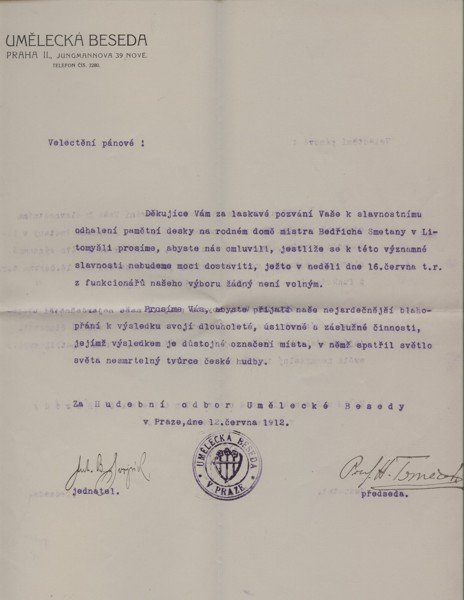 UMĚLECKÁ BESEDA
PRAHA II., JUNGMANNOVA 39 NOVÉ.
TELEFON ČÍS. 3280.
Velectění pánové :
Děkujíce Vám za laskavé pozvání Vaše k slavnostnímu
odhalení pamětní desky na rodném domě mistra Bedřicha Smetany v Li-
tomyšli prosíme, abyste nás omluvili, jestliže se k této významné
slavnosti nebudeme moci dostaviti, ježto v neděli dne 16.června t.r.
z funkcionářů našeho výboru žádný není volným.
Prosíme Vás, abyste přijali naše nejsrdečnější blaho-
přání k výsledku svojí dlouholeté, úsilovné a záslužné činnosti,
jejímž výsledkem je důstojné označení místa, v němž spatřil světlo
světa nesmrtelný tvůrce české hudby.
Za Hudební odbor Umělecké Besedy
v Praze,dne 12.června 1912.
UMĚLECKÁ BESEDA
V PRAZE
jednatel.
předseda.